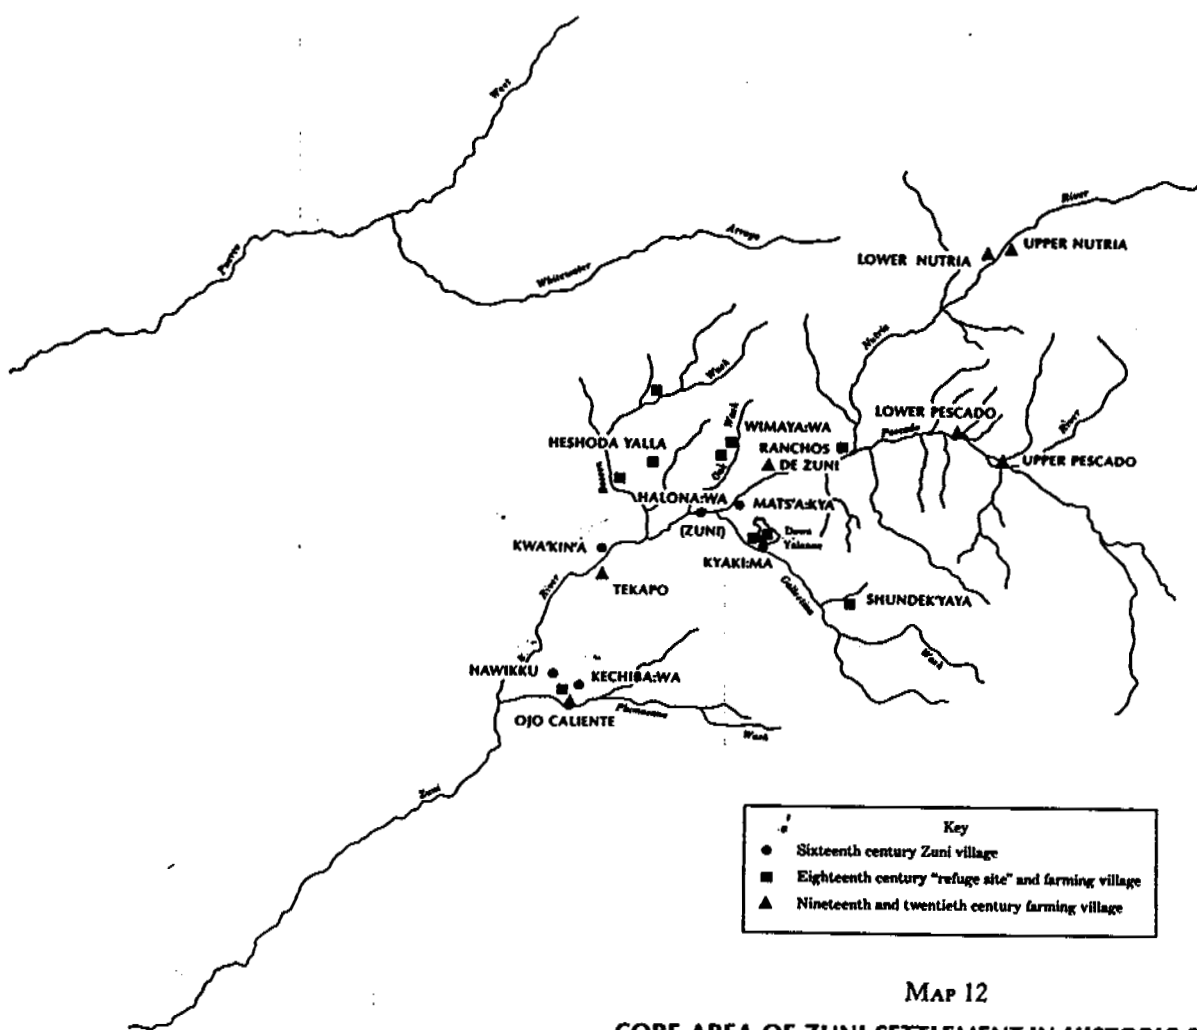 West
Puerco
Whitewater
Arroyo
River
UPPER NUTRIA
LOWER NUTRIA
Nutria
Wash
LOWER PESCADO
River
Pescado
UPPER PESCADO
Wash
WIMAYA:WA
RANCHOS
DE ZUNI
HESHODA YALLA
Oak
Bosson
HALONA:WA
MATS'A:KYA
(ZUNI)
Dowa
Yalanne
KWA'KIN'A
KYAKI:MA
TEKAPO
River
Galestina
SHUNDEK'YAYA
Wash
HAWIKKU
KECHIBA:WA
OJO CALIENTE
Plumasano
Wash
Zuni
Key
Sixteenth century Zuni village
Eighteenth century "refuge site" and farming village
Nineteenth and twentieth century farming village
MAP 12